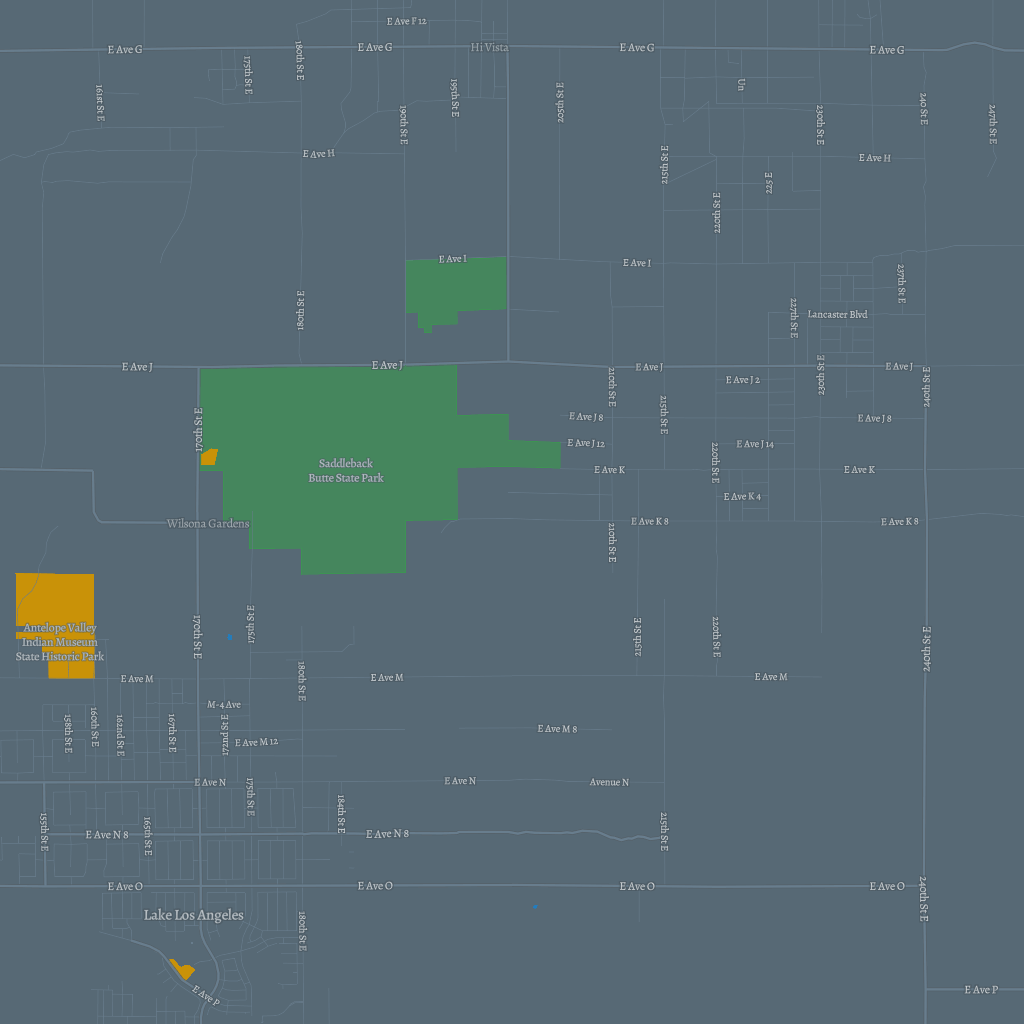 E Ave F 12
E Ave G
E Ave G
Hi Vista
E Ave G
E Ave G
180th St E
175th St E
161st St E
195th St E
205th St E
Un
190th St E
230th St E
240 St E
247th St E
E Ave H
215th St E
E Ave H
225 E
220th St E
E Ave I
E Ave I
237th St E
180th St E
227th St E
Lancaster Blvd
E Ave J
E Ave J
E Ave J
E Ave J
E Ave J 2
230th St E
210th St E
240th St E
170th St E
215th St E
E Ave J 8
E Ave J 8
E Ave J 12
E Ave J 14
220th St E
Saddleback
Butte State Park
E Ave K
E Ave K
E Ave K 4
Wilsona Gardens
E Ave K 8
E Ave K 8
210th St E
175th St E
170th St E
215th St E
220th St E
240th St E
Antelope Valley
Indian Museum
State Historic Park
E Ave M
180th St E
E Ave M
E Ave M
M-4 Ave
158th St E
160th St E
162nd St E
167th St E
172nd St E
E Ave M 12
E Ave M 8
E Ave N
E Ave N
Avenue N
175th St E
184th St E
155th St E
165th St E
E Ave N 8
E Ave N 8
215th St E
E Ave O
E Ave O
E Ave O
E Ave O
240th St E
Lake Los Angeles
180th St E
E Ave P
E Ave P